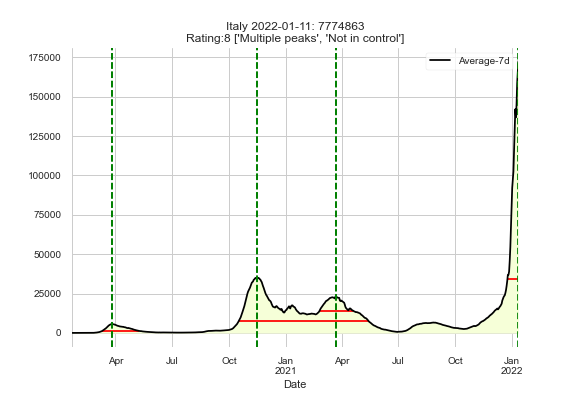 Italy 2022-01-11: 7774863
Rating:8 ['Multiple peaks', 'Not in control']
Average-7d
175000
150000
125000
100000
75000
50000
25000
0
Apr Jul Oct Jan Apr Jul Oct Jan
2021 2022
Date